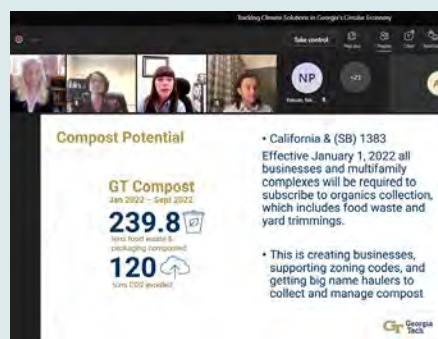 Tracking Climate Solutions in Georgia's Circular Economy
Take control
People
Chat
NP
+23
A
Compost Potential
GT Compost
Jan 2022 – Sept 2022
239.8
tons food waste &
packaging composted
120
tons CO2 avoided
• California & (SB) 1383
Effective January 1, 2022 all
businesses and multifamily
complexes will be required to
subscribe to organics collection,
which includes food waste and
yard trimmings.
• This is creating businesses,
supporting zoning codes, and
getting big name haulers to
collect and manage compost
GT Georgia
Tech